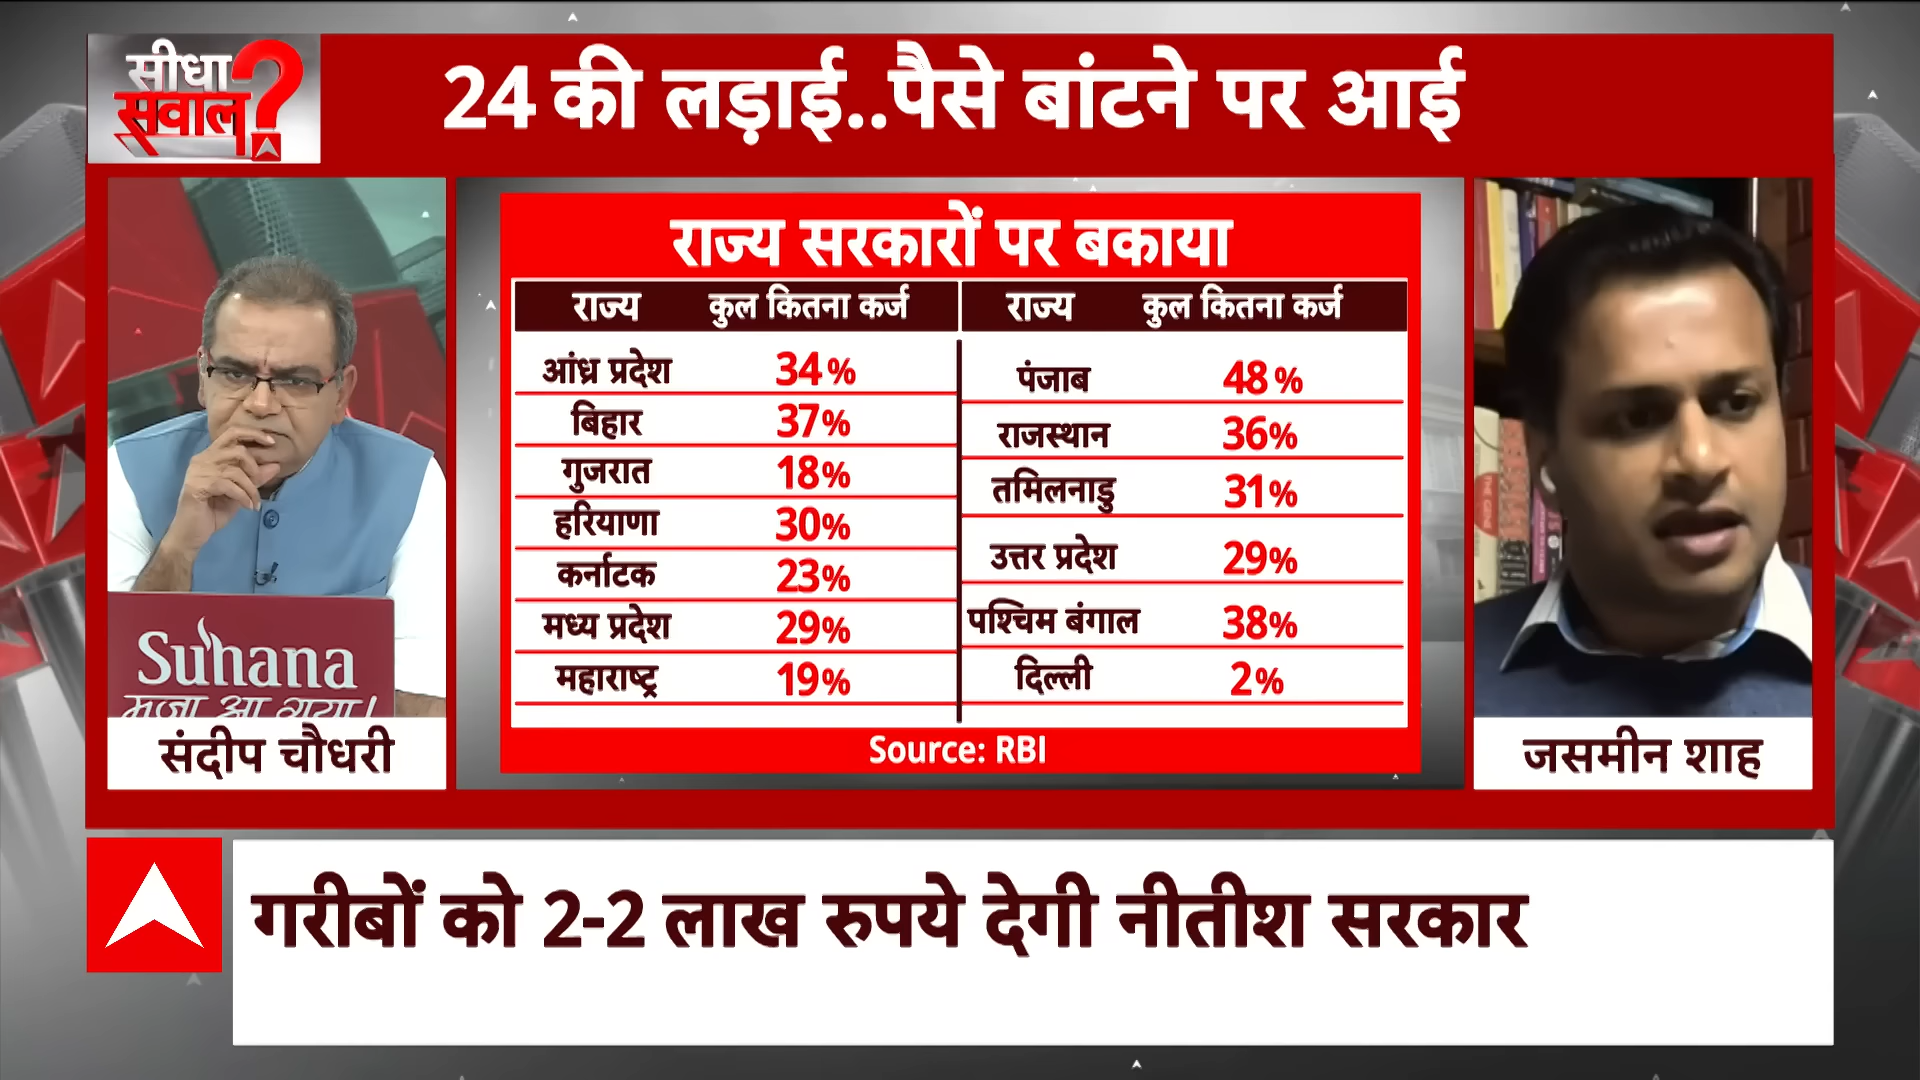 सीधा
सवाल?
24 की लड़ाई..पैसे बांटने पर आई
राज्य सरकारों पर बकाया
राज्य कुल कितना कर्ज राज्य कुल कितना कर्ज
आंध्र प्रदेश 34%
बिहार 37%
गुजरात 18%
हरियाणा 30%
कर्नाटक 23%
मध्य प्रदेश 29%
महाराष्ट्र 19%
पंजाब 48%
राजस्थान 36%
तमिलनाडु 31%
उत्तर प्रदेश 29%
पश्चिम बंगाल 38%
दिल्ली 2%
Source: RBI
Suhana
मज़ा आ गया!
संदीप चौधरी
जसमीन शाह
गरीबों को 2-2 लाख रुपये देगी नीतीश सरकार